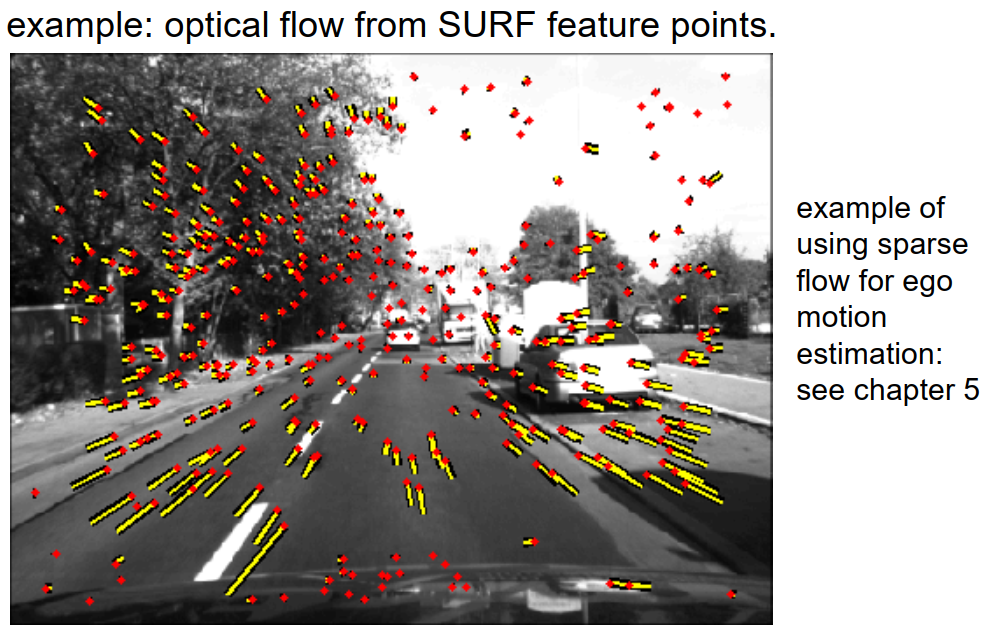 example: optical flow from SURF feature points.
example of
using sparse
flow for ego
motion
estimation:
see chapter 5